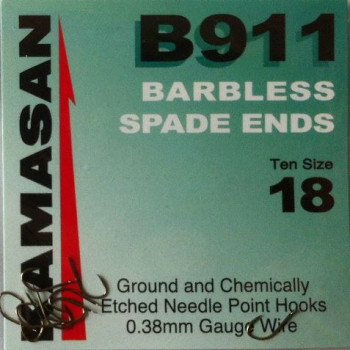 KAMASAN
B911
BARBLESS
SPADE ENDS
Ten Size
18
Ground and Chemically
Etched Needle Point Hooks
0.38mm Gauge Wire